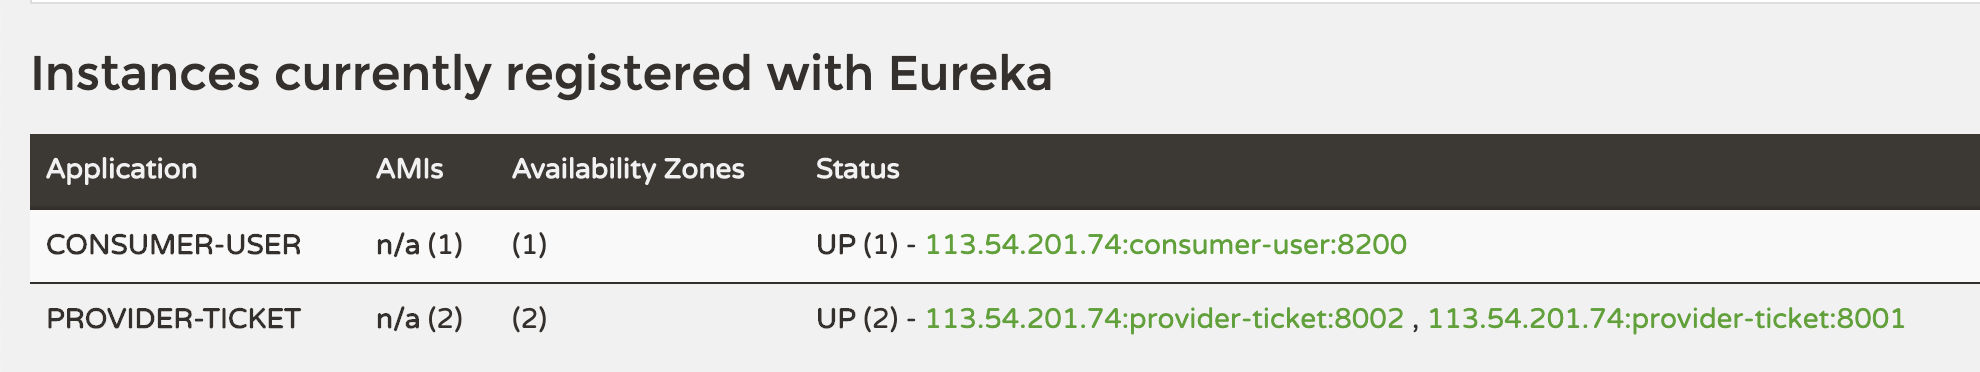 Instances currently registered with Eureka
Application AMIs Availability Zones Status
CONSUMER-USER n/a (1) (1) UP (1) - 113.54.201.74:consumer-user:8200
PROVIDER-TICKET n/a (2) (2) UP (2) - 113.54.201.74:provider-ticket:8002 , 113.54.201.74:provider-ticket:8001